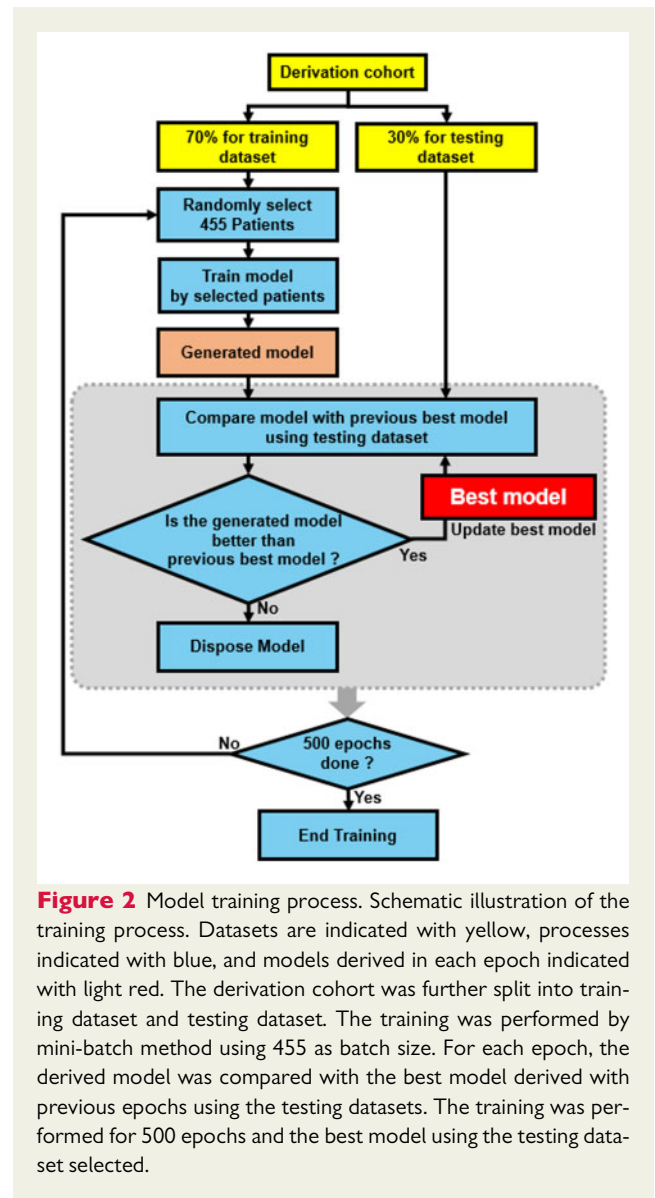 Derivation cohort
70% for training
dataset
30% for testing
dataset
Randomly select
455 Patients
Train model
by selected patients
Generated model
Compare model with previous best model
using testing dataset
Best model
Update best model
Is the generated model
better than
previous best model ?
Yes
No
Dispose Model
No
500 epochs
done ?
Yes
End Training
Figure 2 Model training process. Schematic illustration of the
training process. Datasets are indicated with yellow, processes
indicated with blue, and models derived in each epoch indicated
with light red. The derivation cohort was further split into train-
ing dataset and testing dataset. The training was performed by
mini-batch method using 455 as batch size. For each epoch, the
derived model was compared with the best model derived with
previous epochs using the testing datasets. The training was per-
formed for 500 epochs and the best model using the testing data-
set selected.